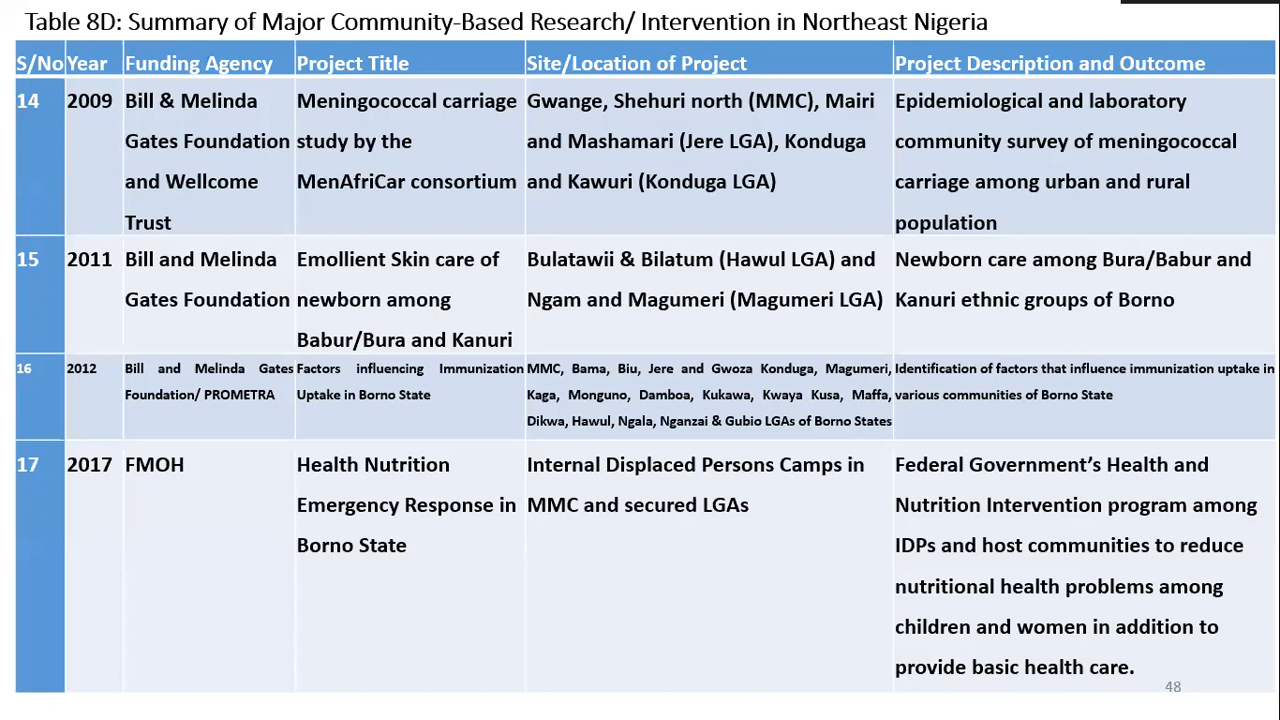 Table 8D: Summary of Major Community-Based Research/ Intervention in Northeast Nigeria
S/No Year Funding Agency Project Title Site/Location of Project Project Description and Outcome
14 2009 Bill & Melinda Meningococcal carriage Gwange, Shehuri north (MMC), Mairi Epidemiological and laboratory
Gates Foundation study by the and Mashamari (Jere LGA), Konduga community survey of meningococcal
and Wellcome MenAfriCar consortium and Kawuri (Konduga LGA) carriage among urban and rural
Trust population
15 2011 Bill and Melinda Emollient Skin care of Bulatawii & Bilatum (Hawul LGA) and Newborn care among Bura/Babur and
Gates Foundation newborn among Ngam and Magumeri (Magumeri LGA) Kanuri ethnic groups of Borno
Babur/Bura and Kanuri
16 2012 Bill and Melinda Gates Factors influencing Immunization MMC, Bama, Biu, Jere and Gwoza Konduga, Magumeri, Identification of factors that influence immunization uptake in
Foundation/ PROMETRA Uptake in Borno State Kaga, Monguno, Damboa, Kukawa, Kwaya Kusa, Maffa, various communities of Borno State
Dikwa, Hawul, Ngala, Nganzai & Gubio LGAs of Borno States
17 2017 FMOH Health Nutrition Internal Displaced Persons Camps in Federal Government’s Health and
Emergency Response in MMC and secured LGAs Nutrition Intervention program among
Borno State IDPs and host communities to reduce
nutritional health problems among
children and women in addition to
provide basic health care.
48